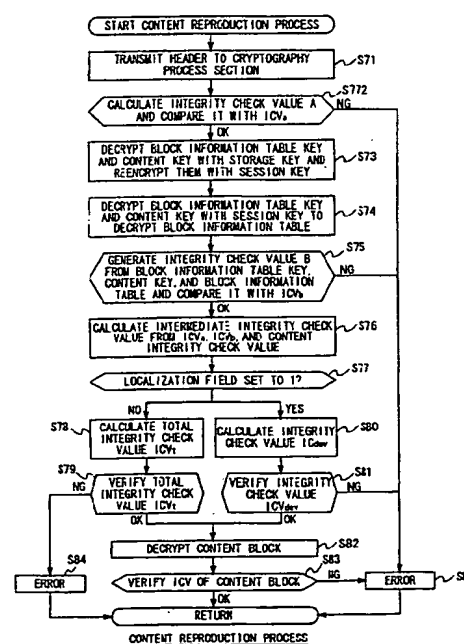 START CONTENT REPRODUCTION PROCESS
TRANSMIT HEADER TO CRYPTOGRAPHY
PROCESS SECTION
S71
S772
CALCULATE INTEGRITY CHECK VALUE A
AND COMPARE IT WITH ICVa
NG
OK
DECRYPT BLOCK INFORMATION TABLE KEY
AND CONTENT KEY WITH STORAGE KEY AND
REENCRYPT THEM WITH SESSION KEY
S73
DECRYPT BLOCK INFORMATION TABLE KEY
AND CONTENT KEY WITH SESSION KEY TO
DECRYPT BLOCK INFORMATION TABLE
S74
S75
GENERATE INTEGRITY CHECK VALUE B
FROM BLOCK INFORMATION TABLE KEY,
CONTENT KEY, AND BLOCK INFORMATION
TABLE AND COMPARE IT WITH ICVb
NG
OK
CALCULATE INTERMEDIATE INTEGRITY CHECK
VALUE FROM ICVa, ICVb, AND CONTENT
INTEGRITY CHECK VALUE
S76
S77
LOCALIZATION FIELD SET TO 1?
NO
YES
S78
CALCULATE TOTAL
INTEGRITY CHECK
VALUE ICVt
CALCULATE INTEGRITY
CHECK VALUE ICdev
S80
S79
NG
VERIFY TOTAL
INTEGRITY CHECK
VALUE ICVt
OK
S81
VERIFY INTEGRITY
CHECK VALUE
ICVdev
NG
OK
DECRYPT CONTENT BLOCK
S82
S83
VERIFY ICV OF CONTENT BLOCK
NG
OK
S84
ERROR
ERROR
RETURN
CONTENT REPRODUCTION PROCESS